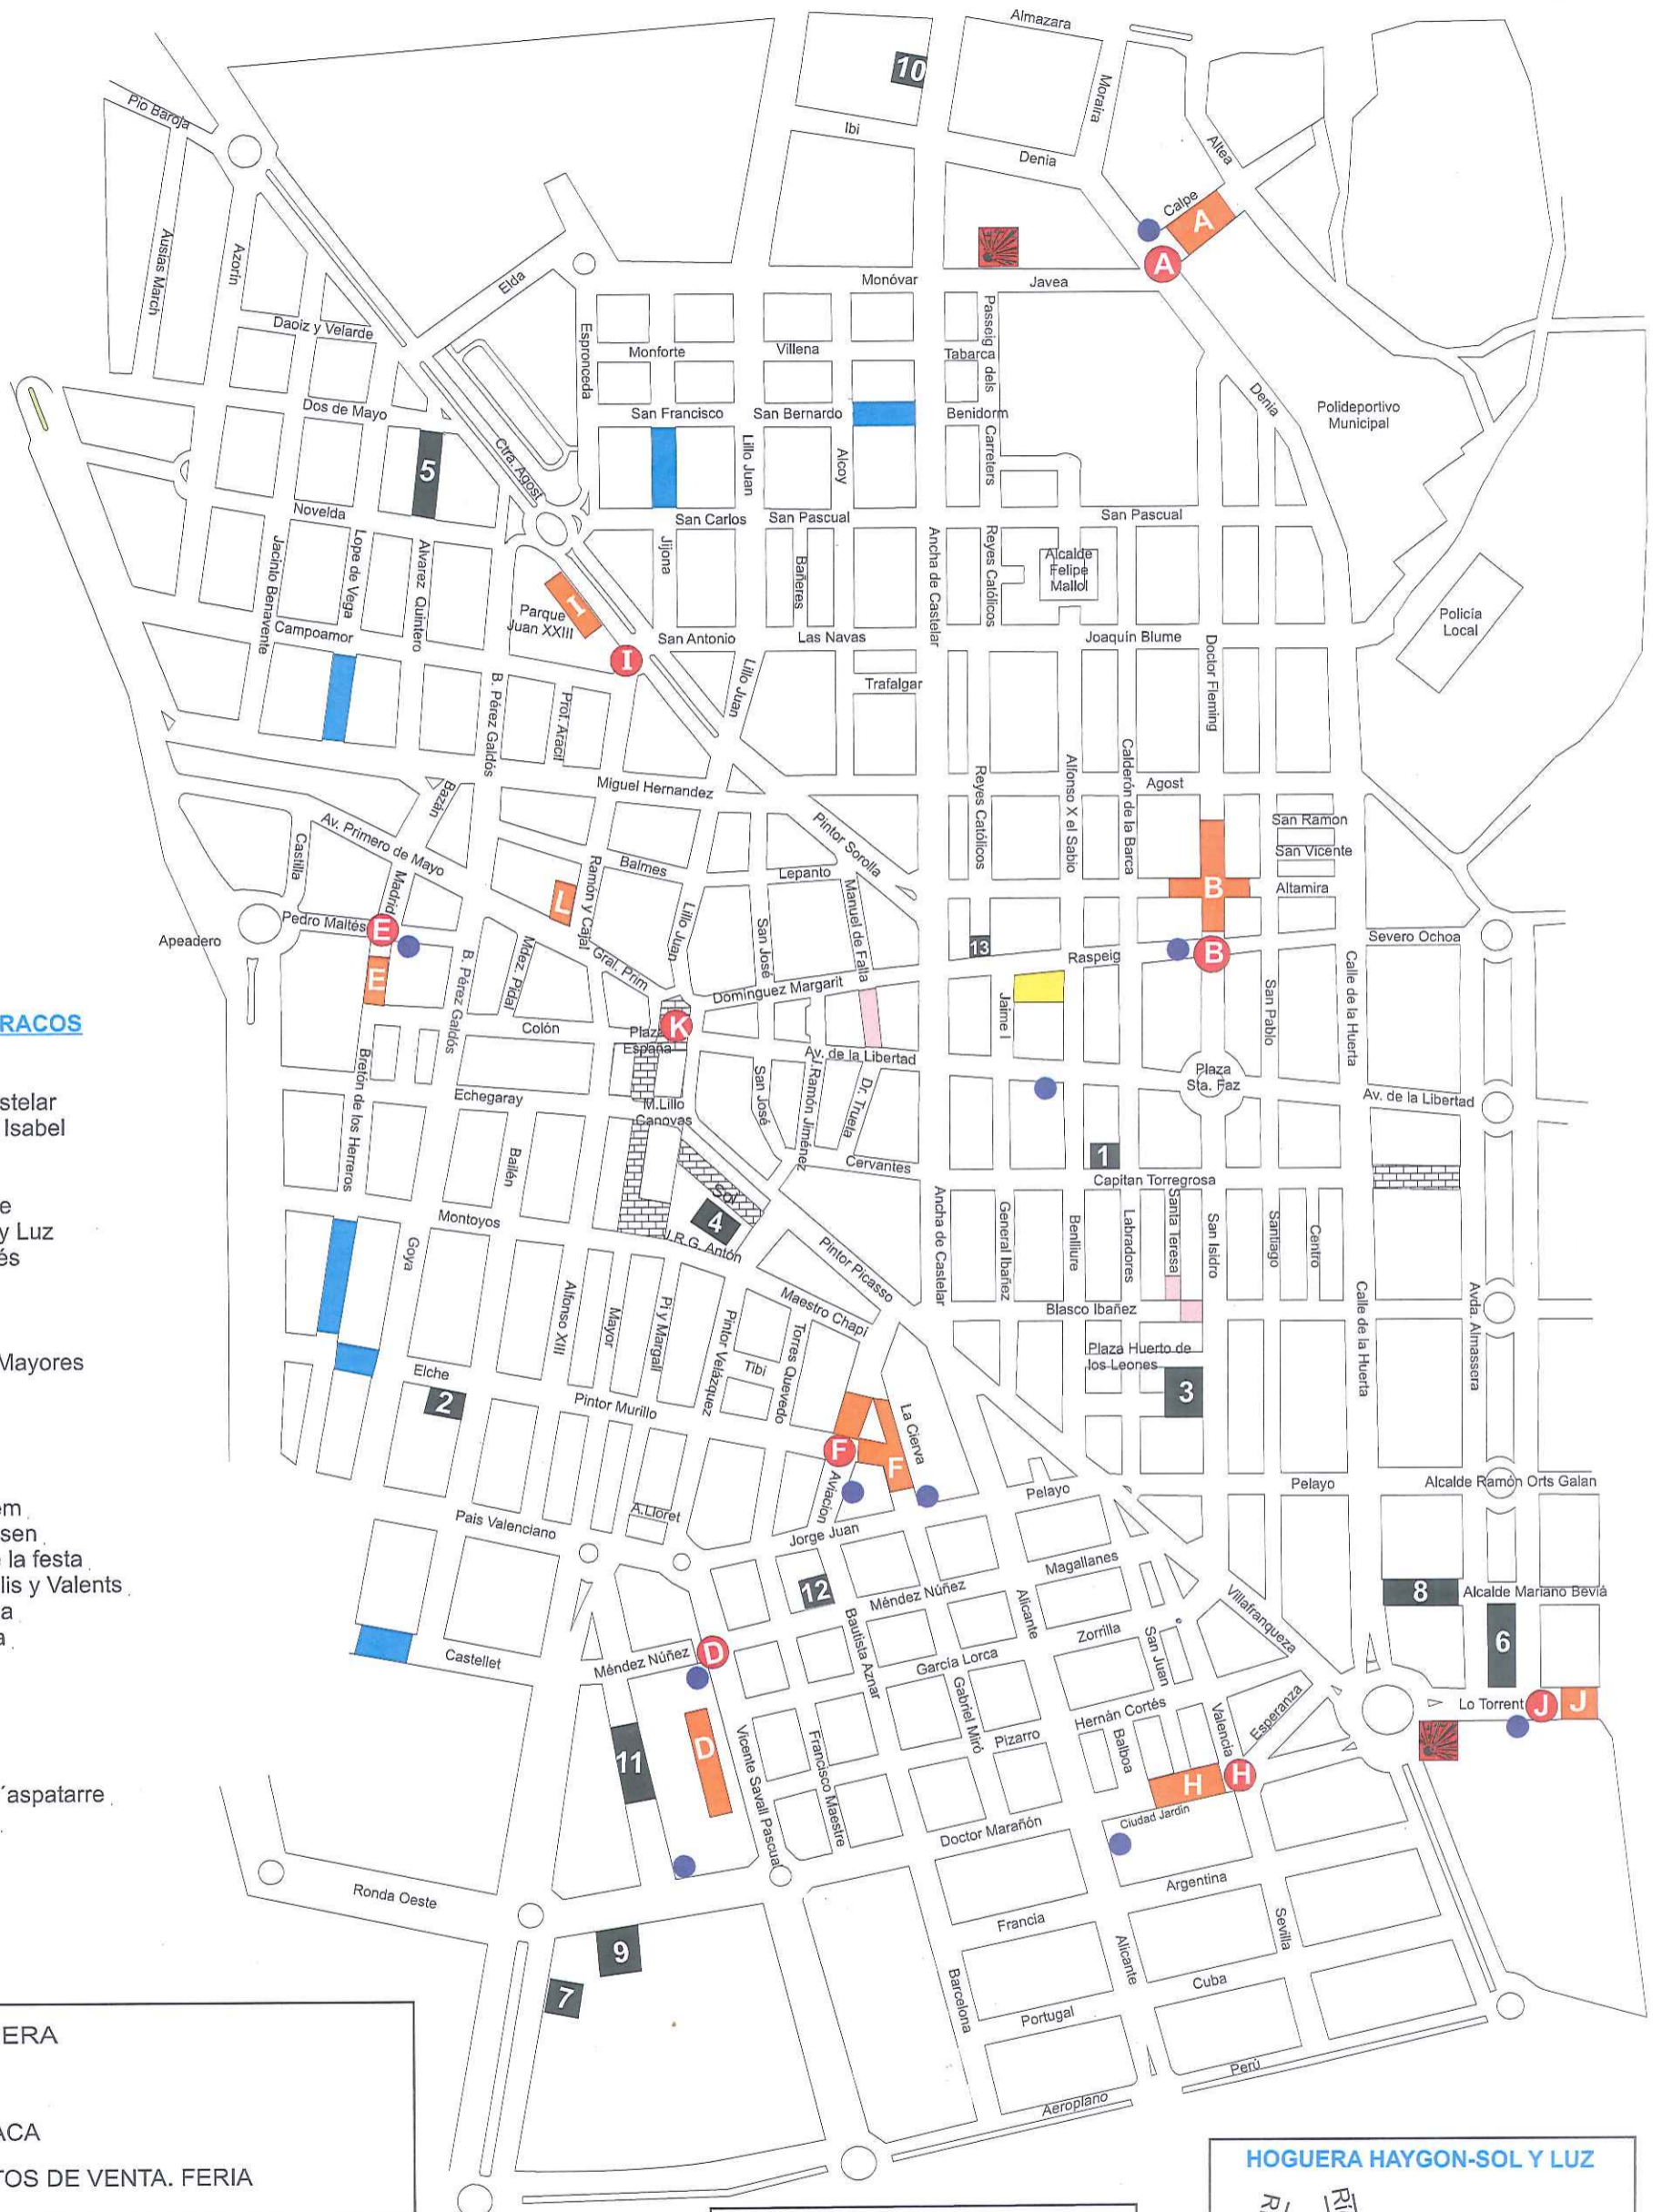 Almazara
10
Moraira
Pio Baroja
Ibi
Altea
Denia
Calpe
A
A
Ausias March
Azorín
Elda
Monóvar
Javea
Daoiz y Velarde
Espronceda
Passeig dels
Carreters
Monforte
Villena
Tabarca
Denia
Polideportivo
Municipal
Dos de Mayo
San Francisco
San Bernardo
Benidorm
5
Ctra. Agost
Lillo Juan
Alcoy
Novelda
San Carlos
San Pascual
San Pascual
Jacinto Benavente
Lope de Vega
Alvarez Quintero
Jijona
Bañeres
Ancha de Castelar
Reyes Católicos
Alcalde
Felipe
Mallol
I
Parque
Juan XXIII
Policía
Local
Campoamor
San Antonio
Las Navas
Joaquín Blume
Doctor Fleming
I
Lillo Juan
Trafalgar
B. Pérez Galdós
Prof. Aracil
Miguel Hernandez
Reyes Católicos
Alfonso X el Sabio
Calderón de la Barca
Agost
Bazán
Av. Primero de Mayo
Pintor Sorolla
San Ramon
San Vicente
Castilla
Balmes
Lepanto
Altamira
B
Madrid
L
Ramón y Cajal
Lillo Juan
San José
Manuel de Falla
Pedro Maltés
E
Apeadero
13
Raspeig
B
Severo Ochoa
E
B. Pérez Galdós
Mdez. Pidal
Gral. Prim
Dominguez Margarit
Jaime I
San Pablo
Calle de la Huerta
RACOS
Colón
Plaza
España
K
Av. de la Libertad
Plaza
Sta. Faz
Bretón de los Herreros
Echegaray
M.Lillo
Canovas
San José
J.Ramón Jiménez
Dr. Truela
Av. de la Libertad
stelar
Isabel
Bailén
Cervantes
1
Capitan Torregrosa
Sol
4
e
y Luz
és
Montoyos
J.R.G. Antón
Goya
Pintor Picasso
Ancha de Castelar
General Ibañez
Benlliure
Labradores
Santa Teresa
San Isidro
Santiago
Centro
Alfonso XIII
Mayor
Pi y Margall
Maestro Chapí
Blasco Ibañez
Calle de la Huerta
Avda. Almassera
Pintor Velázquez
Torres Quevedo
Plaza Huerto de
los Leones
Mayores
Elche
Tibi
3
2
Pintor Murillo
La Cierva
F
F
Aviacion
Pelayo
Pelayo
Alcalde Ramón Orts Galan
em
sen
la festa
lis y Valents
a
a
Pais Valenciano
A.Lloret
Jorge Juan
Magallanes
12
Méndez Núñez
Alicante
Villafranqueza
8
Alcalde Mariano Beviá
Bautista Aznar
Zorrilla
San Juan
6
Castellet
Méndez Núñez
D
Garcia Lorca
Gabriel Miró
Hernán Cortés
Valencia
Esperanza
Lo Torrent
J
J
D
11
Vicente Savall Pascual
Francisco Maestre
Pizarro
Balboa
H
H
´aspatarre
Ciudad Jardin
Doctor Marañón
Ronda Oeste
Argentina
Francia
Sevilla
9
Alicante
7
Barcelona
Cuba
Portugal
ERA
Perú
Aeroplano
ACA
TOS DE VENTA. FERIA
HOGUERA HAYGON-SOL Y LUZ